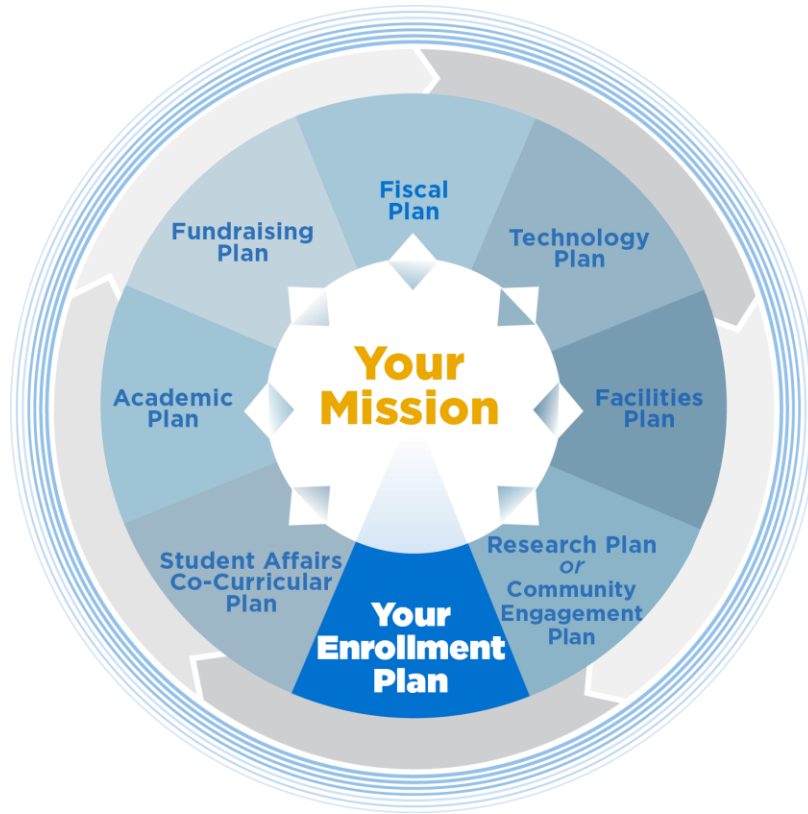 Fiscal
Plan
Technology
Plan
Facilities
Plan
Research Plan
or
Community
Engagement
Plan
Your
Enrollment
Plan
Student Affairs
Co-Curricular
Plan
Academic
Plan
Fundraising
Plan
Your
Mission